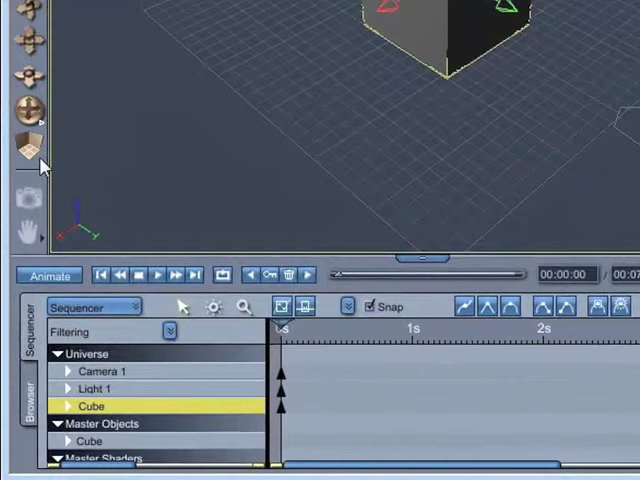 Animate
00:00:00 / 00:07
Sequencer
Snap
Filtering
0s 1s 2s
Sequencer
Browser
Universe
Camera 1
Light 1
Cube
Master Objects
Cube
Master Shaders